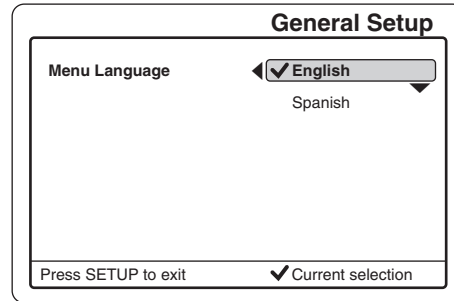 General Setup
Menu Language ✔ English
Spanish
Press SETUP to exit ✔ Current selection